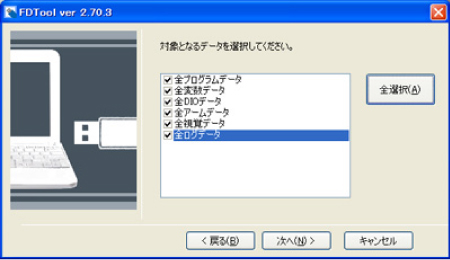 FDTool ver 2.70.3
対象となるデータを選択してください。
全プログラムデータ
全変数データ
全DIOデータ
全アームデータ
全視覚データ
全ログデータ
全選択(A)
< 戻る(B)
次へ(N) >
キャンセル